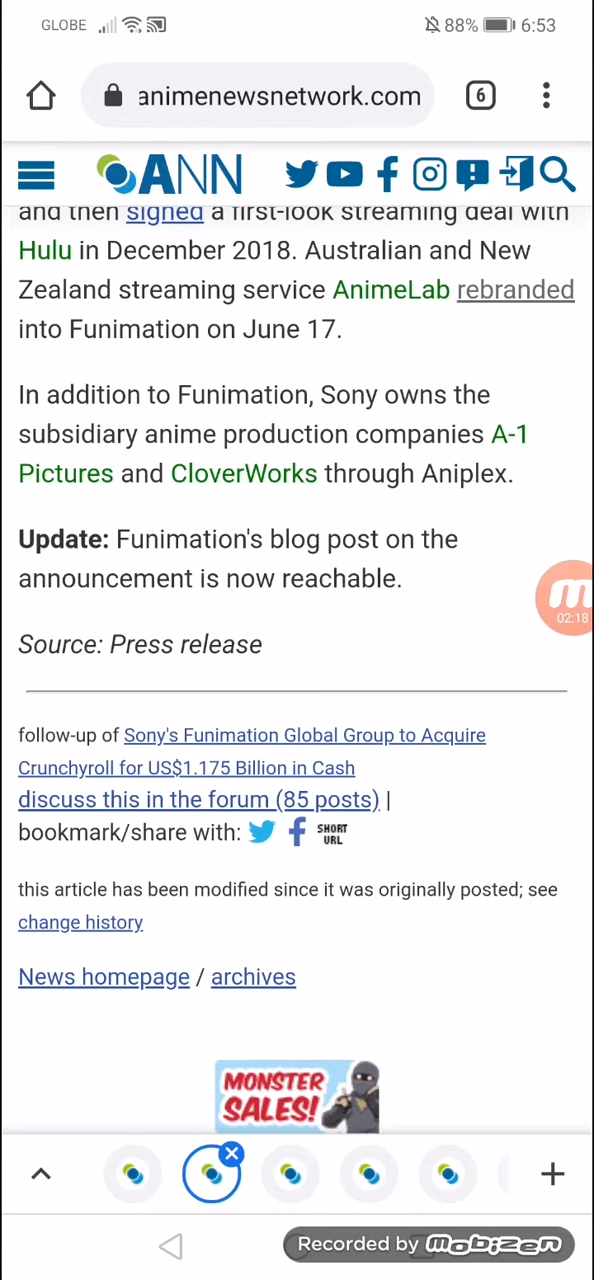 GLOBE 88% 6:53
animenewsnetwork.com 6
ANN
and then signed a first-look streaming deal with
Hulu in December 2018. Australian and New
Zealand streaming service AnimeLab rebranded
into Funimation on June 17.
In addition to Funimation, Sony owns the
subsidiary anime production companies A-1
Pictures and CloverWorks through Aniplex.
Update: Funimation's blog post on the
announcement is now reachable.
02:18
Source: Press release
follow-up of Sony's Funimation Global Group to Acquire
Crunchyroll for US$1.175 Billion in Cash
discuss this in the forum (85 posts) |
bookmark/share with: SHORT
URL
this article has been modified since it was originally posted; see
change history
News homepage / archives
MONSTER
SALES!
Recorded by mobizen